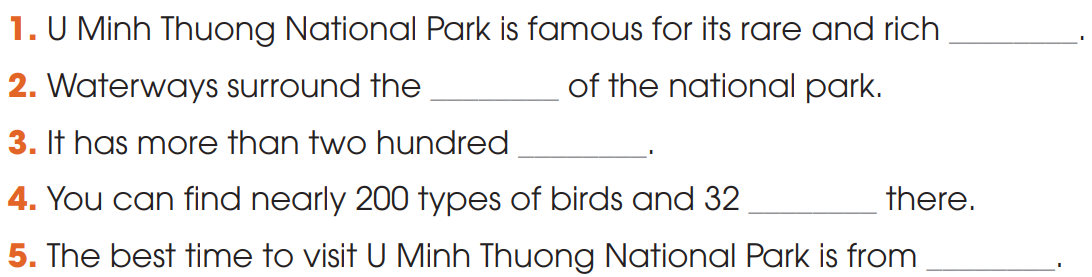 1. U Minh Thuong National Park is famous for its rare and rich ________.
2. Waterways surround the ________ of the national park.
3. It has more than two hundred ________.
4. You can find nearly 200 types of birds and 32 ________ there.
5. The best time to visit U Minh Thuong National Park is from ________.